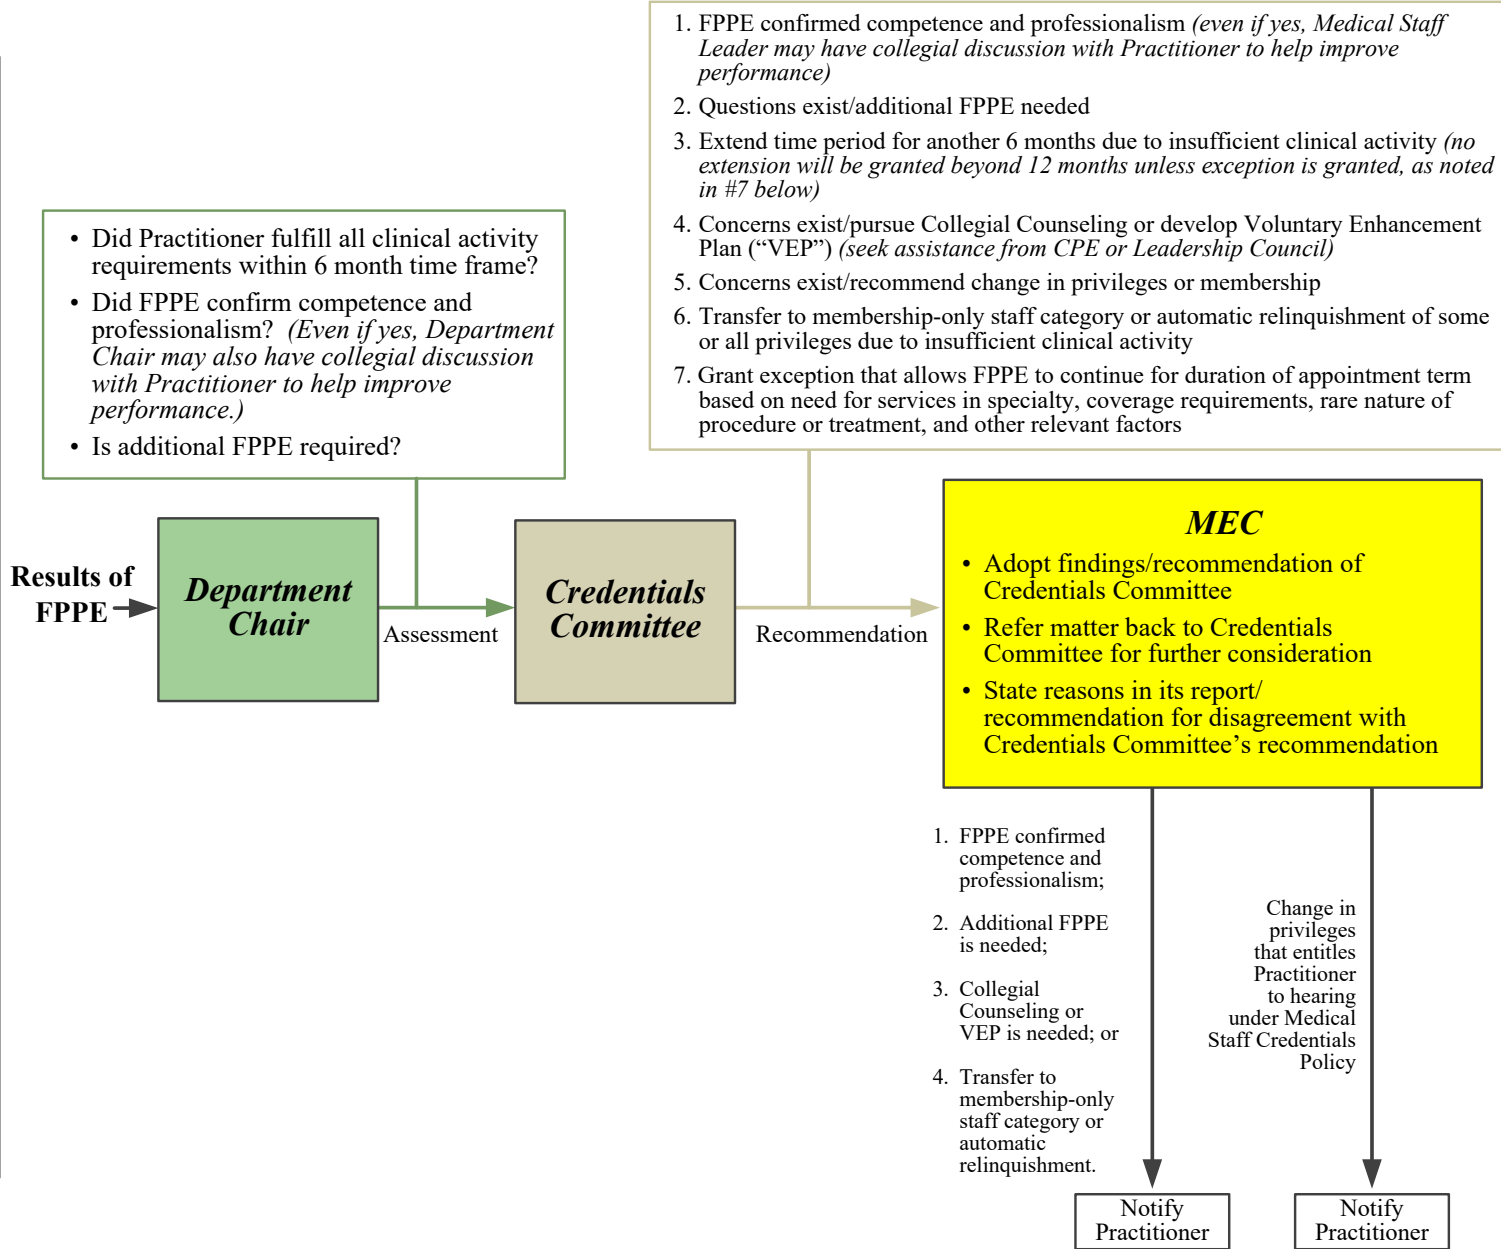 1. FPPE confirmed competence and professionalism (even if yes, Medical Staff
Leader may have collegial discussion with Practitioner to help improve
performance)
2. Questions exist/additional FPPE needed
3. Extend time period for another 6 months due to insufficient clinical activity (no
extension will be granted beyond 12 months unless exception is granted, as noted
in #7 below)
4. Concerns exist/pursue Collegial Counseling or develop Voluntary Enhancement
Plan (“VEP”) (seek assistance from CPE or Leadership Council)
5. Concerns exist/recommend change in privileges or membership
6. Transfer to membership-only staff category or automatic relinquishment of some
or all privileges due to insufficient clinical activity
7. Grant exception that allows FPPE to continue for duration of appointment term
based on need for services in specialty, coverage requirements, rare nature of
procedure or treatment, and other relevant factors
• Did Practitioner fulfill all clinical activity
requirements within 6 month time frame?
• Did FPPE confirm competence and
professionalism? (Even if yes, Department
Chair may also have collegial discussion
with Practitioner to help improve
performance.)
• Is additional FPPE required?
Results of
FPPE
Department
Chair
Assessment
Credentials
Committee
Recommendation
MEC
• Adopt findings/recommendation of
Credentials Committee
• Refer matter back to Credentials
Committee for further consideration
• State reasons in its report/
recommendation for disagreement with
Credentials Committee’s recommendation
1. FPPE confirmed
competence and
professionalism;
2. Additional FPPE
is needed;
3. Collegial
Counseling or
VEP is needed; or
4. Transfer to
membership-only
staff category or
automatic
relinquishment.
Change in
privileges
that entitles
Practitioner
to hearing
under Medical
Staff Credentials
Policy
Notify
Practitioner
Notify
Practitioner